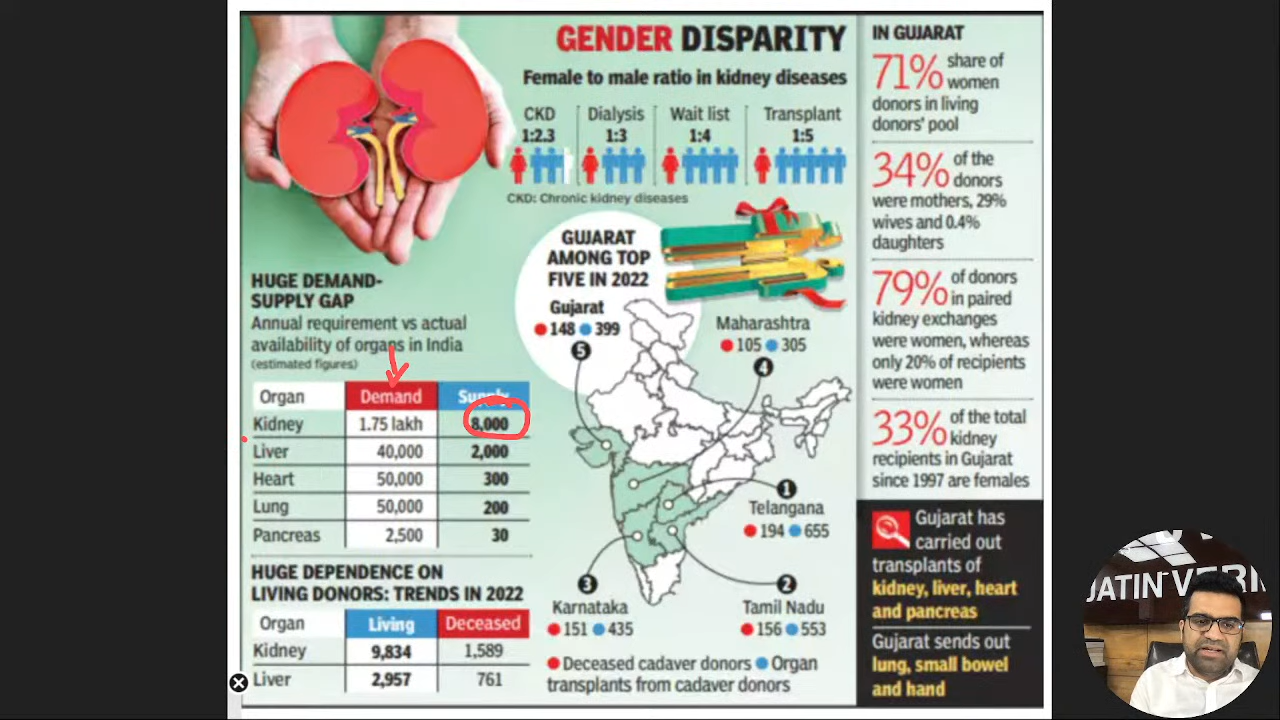 GENDER DISPARITY
Female to male ratio in kidney diseases
CKD Dialysis Wait list Transplant
1:2.3 1:3 1:4 1:5
CKD: Chronic kidney diseases
HUGE DEMAND-
SUPPLY GAP
Annual requirement vs actual
availability of organs in India
(estimated figures)
Organ Demand Supply
Kidney 1.75 lakh 8,000
Liver 40,000 2,000
Heart 50,000 300
Lung 50,000 200
Pancreas 2,500 30
HUGE DEPENDENCE ON
LIVING DONORS: TRENDS IN 2022
Organ Living Deceased
Kidney 9,834 1,589
Liver 2,957 761
GUJARAT
AMONG TOP
FIVE IN 2022
Gujarat
148 399
5
Maharashtra
105 305
4
1
Telangana
194 655
3
Karnataka
151 435
2
Tamil Nadu
156 553
Deceased cadaver donors Organ
transplants from cadaver donors
IN GUJARAT
71% share of
women
donors in living
donors' pool
34% of the
donors
were mothers, 29%
wives and 0.4%
daughters
79% of donors
in paired
kidney exchanges
were women, whereas
only 20% of recipients
were women
33% of the total
kidney
recipients in Gujarat
since 1997 are females
Gujarat has
carried out
transplants of
kidney, liver, heart
and pancreas
Gujarat sends out
lung, small bowel
and hand
JATIN VER